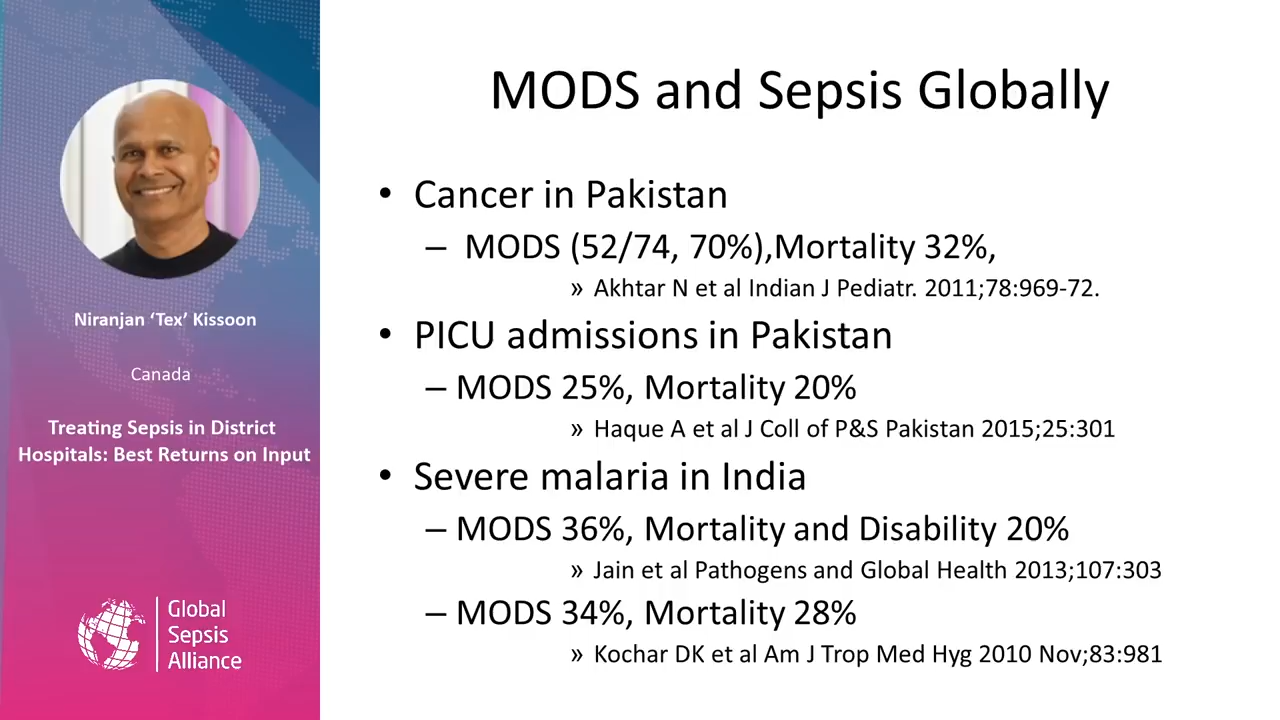 Niranjan ‘Tex’ Kissoon
Canada
Treating Sepsis in District
Hospitals: Best Returns on Input
Global
Sepsis
Alliance
MODS and Sepsis Globally
• Cancer in Pakistan
– MODS (52/74, 70%),Mortality 32%,
» Akhtar N et al Indian J Pediatr. 2011;78:969-72.
• PICU admissions in Pakistan
– MODS 25%, Mortality 20%
» Haque A et al J Coll of P&S Pakistan 2015;25:301
• Severe malaria in India
– MODS 36%, Mortality and Disability 20%
» Jain et al Pathogens and Global Health 2013;107:303
– MODS 34%, Mortality 28%
» Kochar DK et al Am J Trop Med Hyg 2010 Nov;83:981